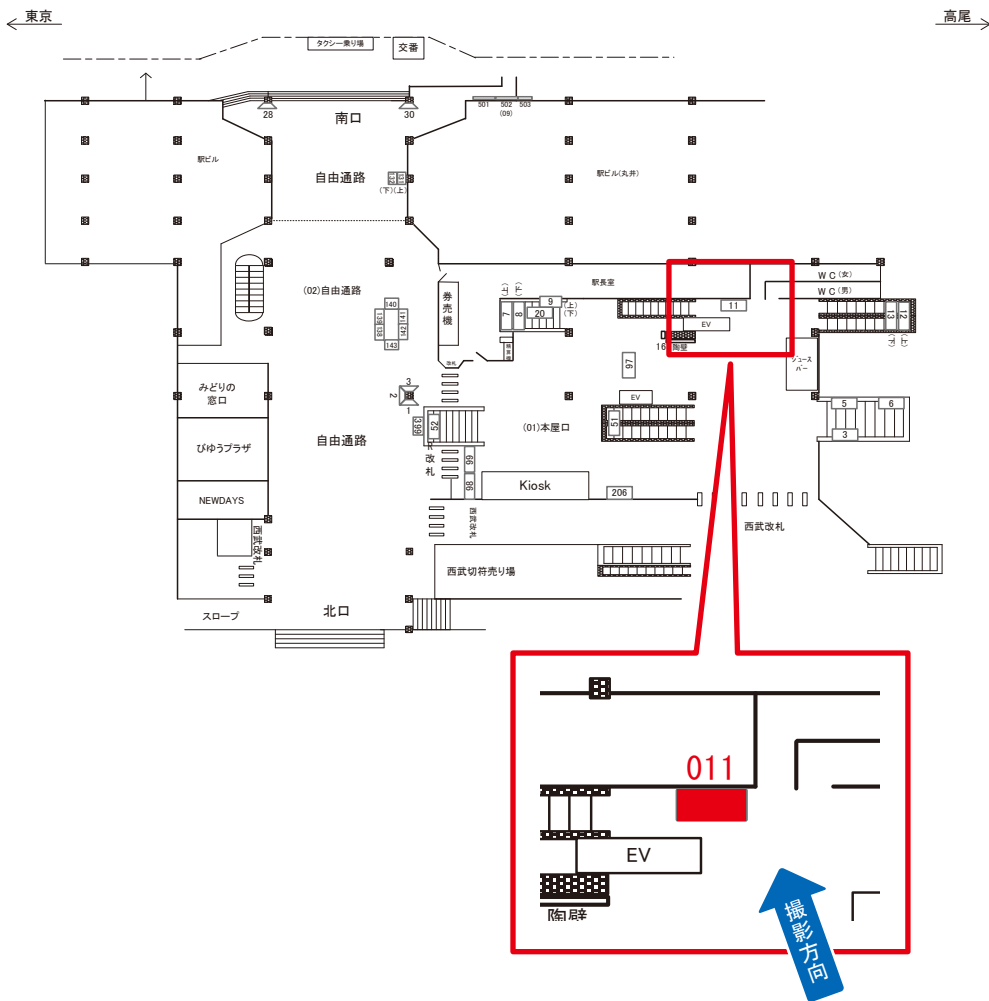 東京
高尾
タクシー乗り場
交番
28
南口
30
501 502 503
(09)
駅ビル
自由通路
132 131
(下)(上)
駅ビル(丸井)
(02)自由通路
券売機
駅長室
WC(女)
WC(男)
140
139 138
141 142
143
(上) (下)
7 8
9
20
(上)
(下)
11
EV
16 陶壁
13 12
(下) (上)
改札
97
ジュースバー
みどりの
窓口
3
2
1
EV
5
6
3
399
52
51
(01)本屋口
自由通路
びゅうプラザ
改札
99
98
Kiosk
206
NEWDAYS
西武改札
西武改札
西武改札
西武切符売り場
スロープ
北口
011
EV
陶壁
撮影方向